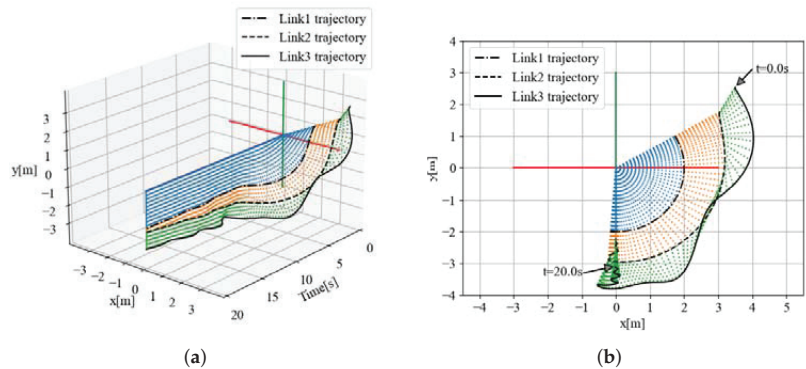 Link1 trajectory
Link2 trajectory
Link3 trajectory
y[m]
3
2
1
0
−1
−2
−3
−3
−2
−1
0
1
2
3
x[m]
20
15
10
5
0
Time[s]
(a)
Link1 trajectory
Link2 trajectory
Link3 trajectory
t=0.0s
t=20.0s
y[m]
4
3
2
1
0
−1
−2
−3
−4
−4 −3 −2 −1 0 1 2 3 4 5
x[m]
(b)